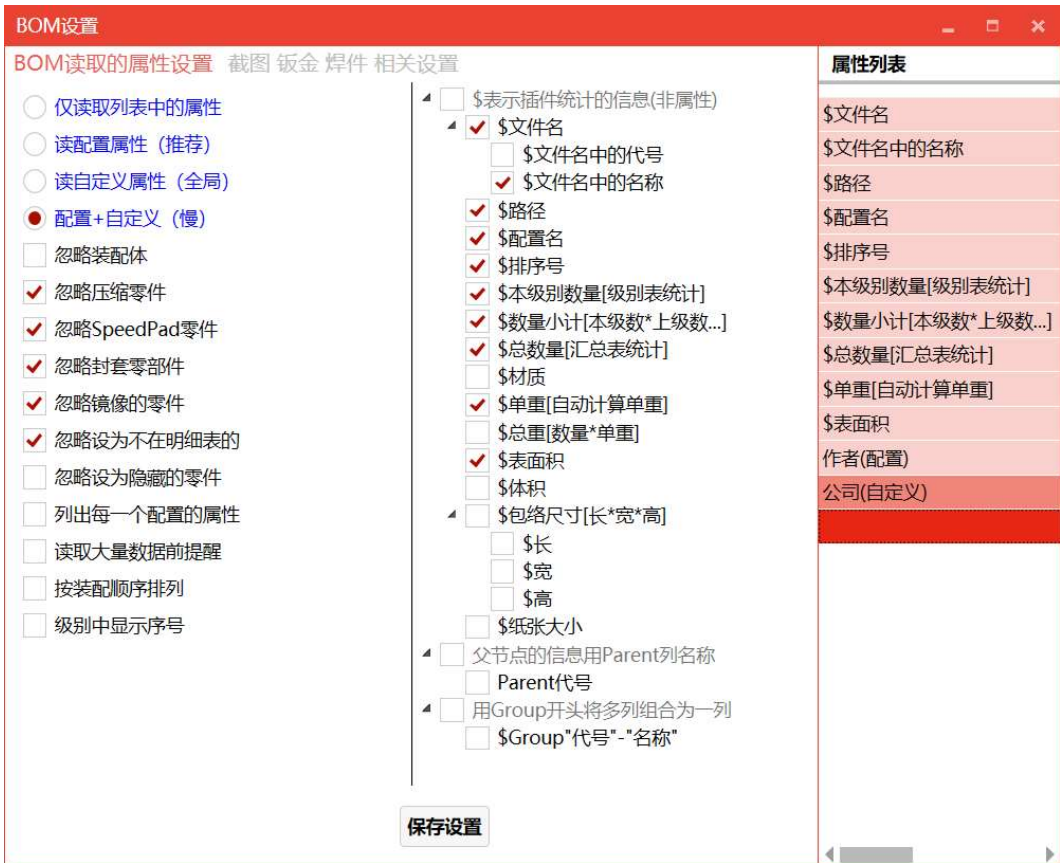 BOM设置
BOM读取的属性设置 截图 钣金 焊件 相关设置
仅读取列表中的属性
读配置属性（推荐）
读自定义属性（全局）
配置+自定义（慢）
忽略装配体
忽略压缩零件
忽略SpeedPad零件
忽略封套零部件
忽略镜像的零件
忽略设为不在明细表的
忽略设为隐藏的零件
列出每一个配置的属性
读取大量数据前提醒
按装配顺序排列
级别中显示序号
$表示插件统计的信息(非属性)
$文件名
$文件名中的代号
$文件名中的名称
$路径
$配置名
$排序号
$本级别数量[级别表统计]
$数量小计[本级数*上级数...]
$总数量[汇总表统计]
$材质
$单重[自动计算单重]
$总重[数量*单重]
$表面积
$体积
$包络尺寸[长*宽*高]
$长
$宽
$高
$纸张大小
父节点的信息用Parent列名称
Parent代号
用Group开头将多列组合为一列
$Group"代号"-"名称"
保存设置
属性列表
$文件名
$文件名中的名称
$路径
$配置名
$排序号
$本级别数量[级别表统计]
$数量小计[本级数*上级数...]
$总数量[汇总表统计]
$单重[自动计算单重]
$表面积
作者(配置)
公司(自定义)